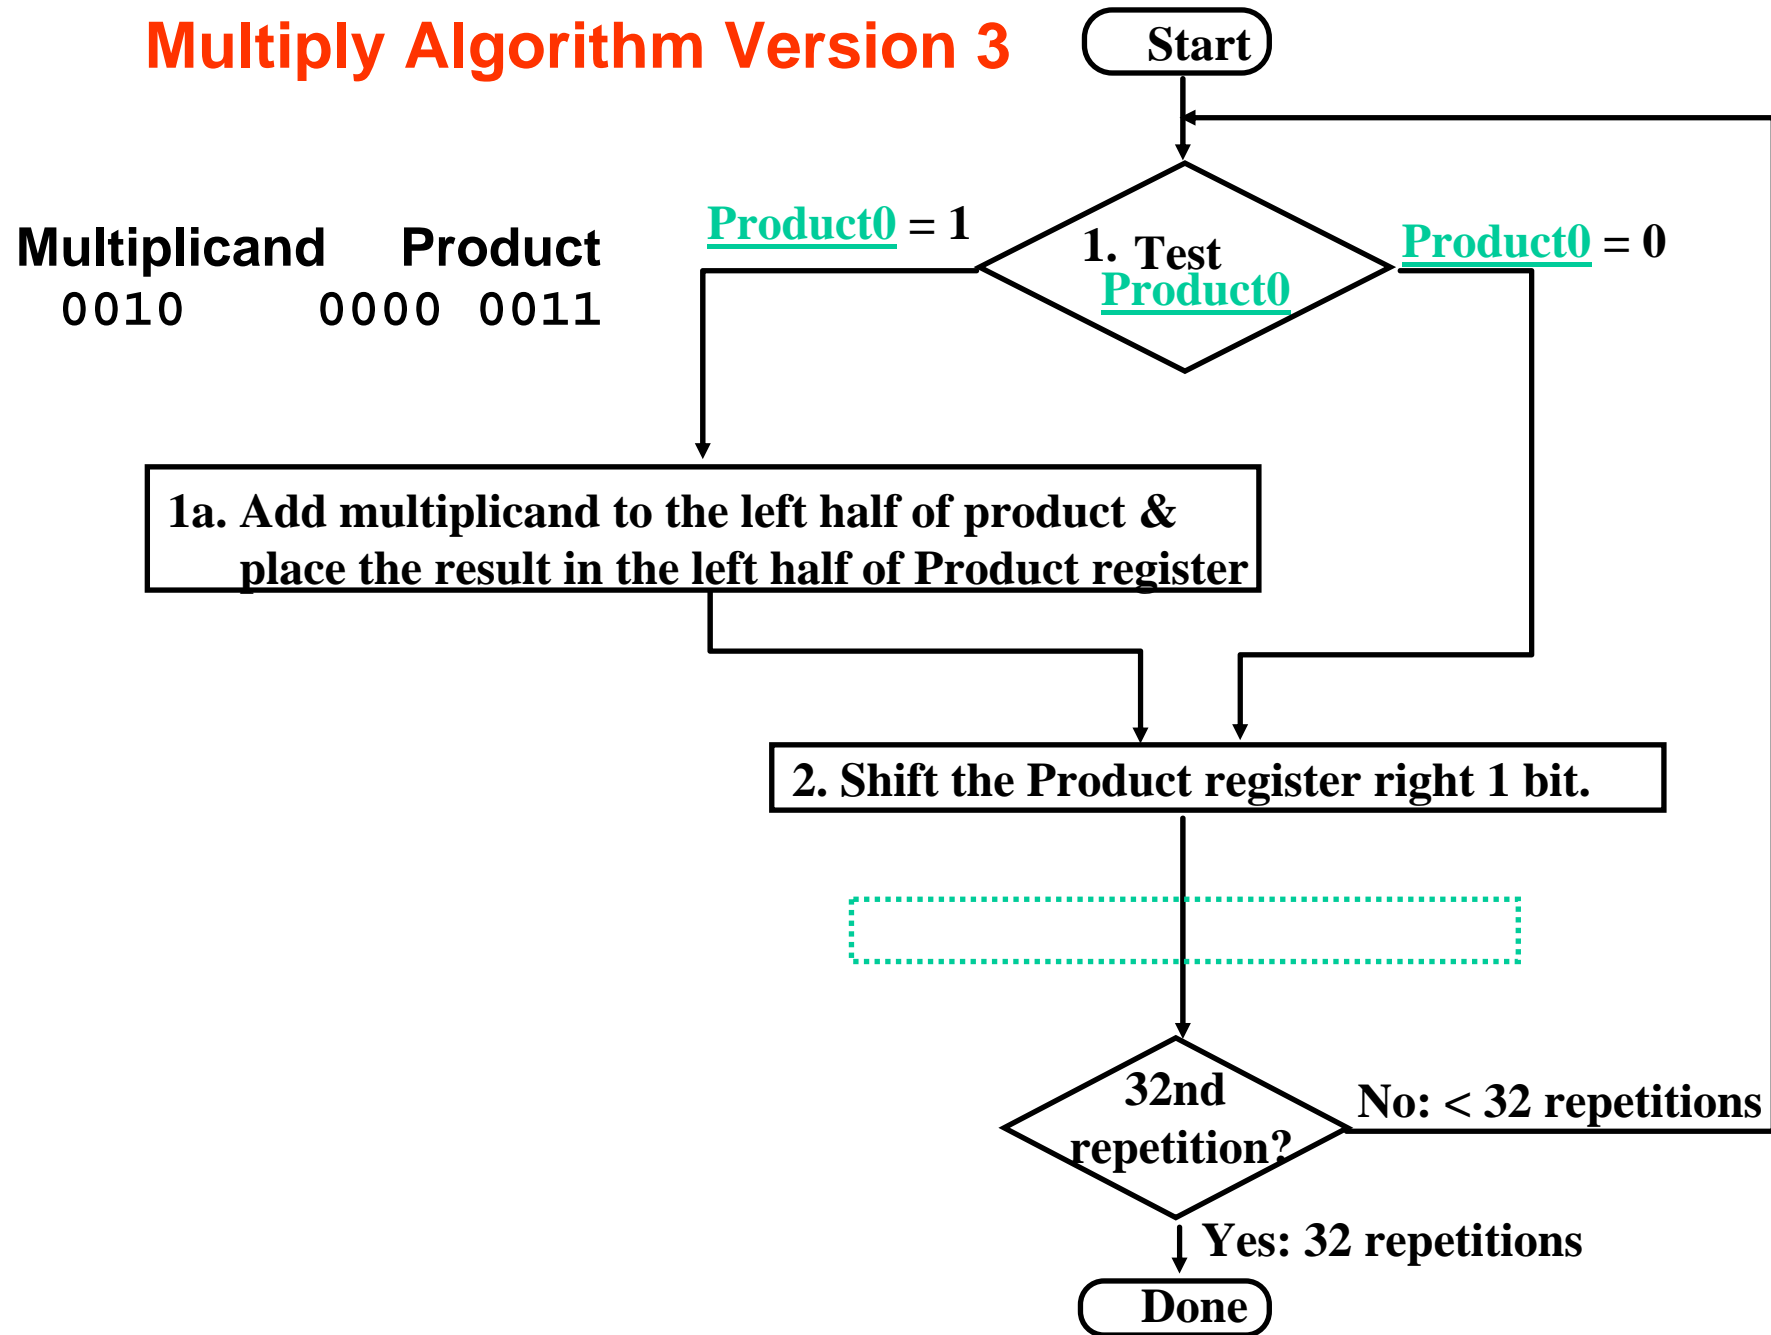 Multiply Algorithm Version 3
Start
Multiplicand Product
0010 0000 0011
Product0 = 1
1. Test
Product0
Product0 = 0
1a. Add multiplicand to the left half of product &
place the result in the left half of Product register
2. Shift the Product register right 1 bit.
32nd
repetition?
No: < 32 repetitions
Yes: 32 repetitions
Done